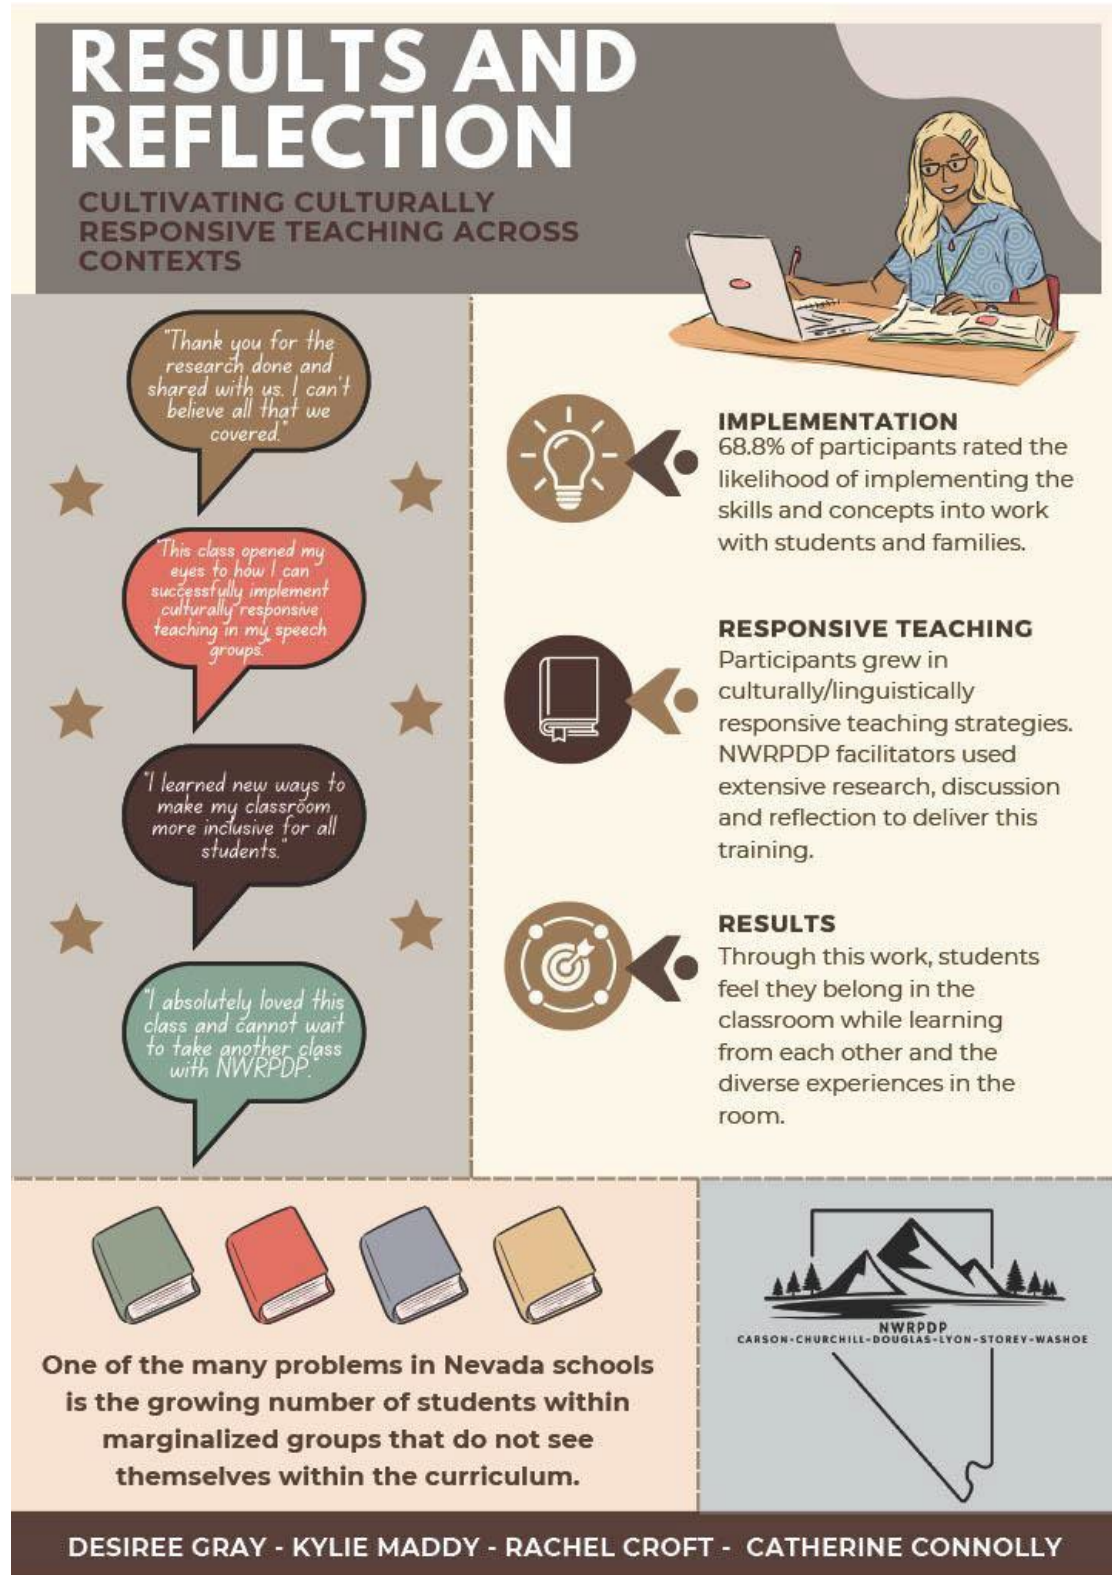 RESULTS AND
REFLECTION
CULTIVATING CULTURALLY
RESPONSIVE TEACHING ACROSS
CONTEXTS
"Thank you for the
research done and
shared with us. I can't
believe all that we
covered."
"This class opened my
eyes to how I can
successfully implement
culturally responsive
teaching in my speech
groups."
"I learned new ways to
make my classroom
more inclusive for all
students."
"I absolutely loved this
class and cannot wait
to take another class
with NWRPDP."
IMPLEMENTATION
68.8% of participants rated the
likelihood of implementing the
skills and concepts into work
with students and families.
RESPONSIVE TEACHING
Participants grew in
culturally/linguistically
responsive teaching strategies.
NWRPDP facilitators used
extensive research, discussion
and reflection to deliver this
training.
RESULTS
Through this work, students
feel they belong in the
classroom while learning
from each other and the
diverse experiences in the
room.
One of the many problems in Nevada schools
is the growing number of students within
marginalized groups that do not see
themselves within the curriculum.
NWRPDP
CARSON-CHURCHILL-DOUGLAS-LYON-STOREY-WASHOE
DESIREE GRAY - KYLIE MADDY - RACHEL CROFT - CATHERINE CONNOLLY